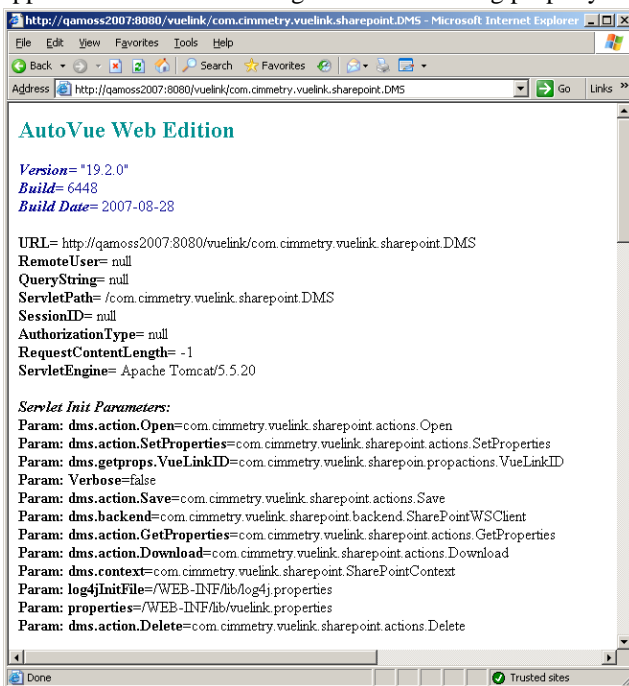 http://qamoss2007:8080/vuelink/com.cimmetry.vuelink.sharepoint.DMS - Microsoft Internet Explorer
File Edit View Favorites Tools Help
Back Search Favorites
Address http://qamoss2007:8080/vuelink/com.cimmetry.vuelink.sharepoint.DMS Go Links »
AutoVue Web Edition
Version= "19.2.0"
Build= 6448
Build Date= 2007-08-28
URL= http://qamoss2007:8080/vuelink/com.cimmetry.vuelink.sharepoint.DMS
RemoteUser= null
QueryString= null
ServletPath= /com.cimmetry.vuelink.sharepoint.DMS
SessionID= null
AuthorizationType= null
RequestContentLength= -1
ServletEngine= Apache Tomcat/5.5.20
Servlet Init Parameters:
Param: dms.action.Open=com.cimmetry.vuelink.sharepoint.actions.Open
Param: dms.action.SetProperties=com.cimmetry.vuelink.sharepoint.actions.SetProperties
Param: dms.getprops.VueLinkID=com.cimmetry.vuelink.sharepoin.propactions.VueLinkID
Param: Verbose=false
Param: dms.action.Save=com.cimmetry.vuelink.sharepoint.actions.Save
Param: dms.backend=com.cimmetry.vuelink.sharepoint.backend.SharePointWSClient
Param: dms.action.GetProperties=com.cimmetry.vuelink.sharepoint.actions.GetProperties
Param: dms.action.Download=com.cimmetry.vuelink.sharepoint.actions.Download
Param: dms.context=com.cimmetry.vuelink.sharepoint.SharePointContext
Param: log4jInitFile=/WEB-INF/lib/log4j.properties
Param: properties=/WEB-INF/lib/vuelink.properties
Param: dms.action.Delete=com.cimmetry.vuelink.sharepoint.actions.Delete
Done Trusted sites